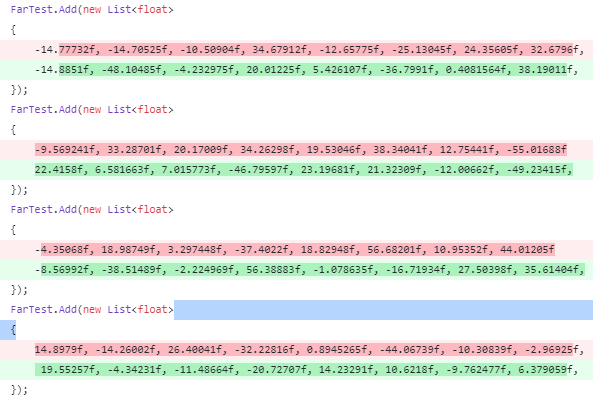 FarTest.Add(new List<float>
{
-14.77732f, -14.70525f, -10.50904f, 34.67912f, -12.65775f, -25.13045f, 24.35605f, 32.6796f,
-14.8851f, -48.10485f, -4.232975f, 20.01225f, 5.426107f, -36.7991f, 0.4081564f, 38.19011f,
});
FarTest.Add(new List<float>
{
-9.569241f, 33.28701f, 20.17009f, 34.26298f, 19.53046f, 38.34041f, 12.75441f, -55.01688f
22.4158f, 6.581663f, 7.015773f, -46.79597f, 23.19681f, 21.32309f, -12.00662f, -49.23415f,
});
FarTest.Add(new List<float>
{
-4.35068f, 18.98749f, 3.297448f, -37.4022f, 18.82948f, 56.68201f, 10.95352f, 44.01205f
-8.56992f, -38.51489f, -2.224969f, 56.38883f, -1.078635f, -16.71934f, 27.50398f, 35.61404f,
});
FarTest.Add(new List<float>
{
14.8979f, -14.26002f, 26.40041f, -32.22816f, 0.8945265f, -44.06739f, -10.30839f, -2.96925f,
19.55257f, -4.34231f, -11.48664f, -20.72707f, 14.23291f, 10.6218f, -9.762477f, 6.379059f,
});